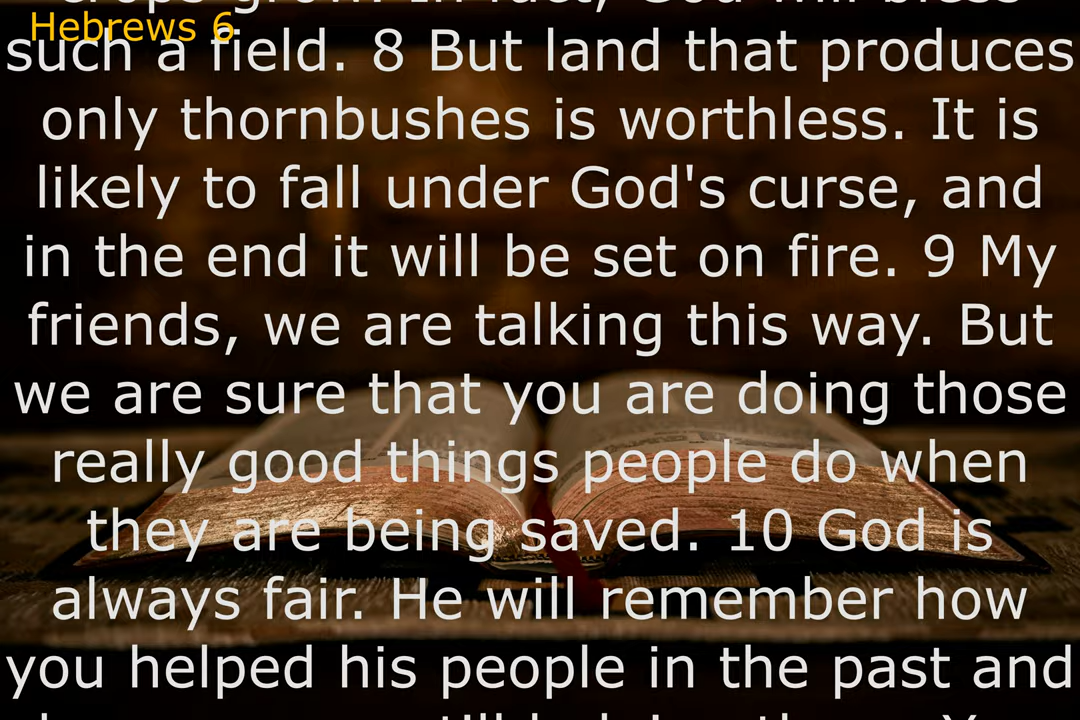 Hebrews 6
such a field. 8 But land that produces
only thornbushes is worthless. It is
likely to fall under God's curse, and
in the end it will be set on fire. 9 My
friends, we are talking this way. But
we are sure that you are doing those
really good things people do when
they are being saved. 10 God is
always fair. He will remember how
you helped his people in the past and